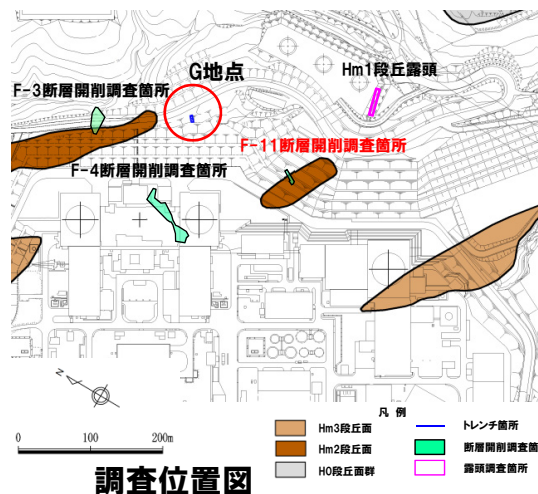 G地点
Hm1段丘露頭
F-3断層開削調査箇所
F-11断層開削調査箇所
F-4断層開削調査箇所
N
0 100 200m
調査位置図
凡 例
Hm3段丘面
Hm2段丘面
H0段丘面群
トレンチ箇所
断層開削調査箇
露頭調査箇所